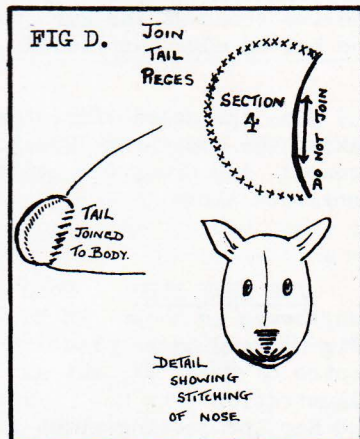 FIG D.
JOIN
TAIL
PIECES
SECTION
4
DO NOT JOIN
TAIL
JOINED
TO BODY.
DETAIL
SHOWING
STITCHING
OF NOSE